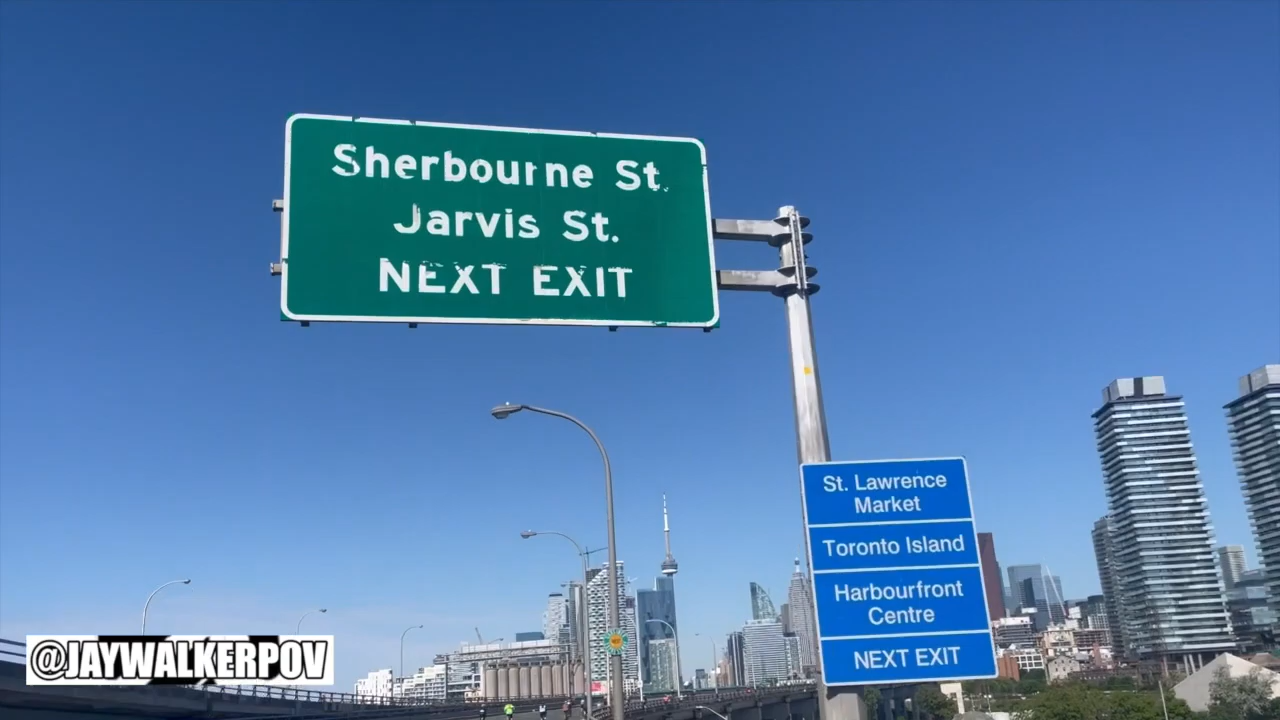 Sherbourne St.
Jarvis St.
NEXT EXIT
St. Lawrence
Market
Toronto Island
Harbourfront
Centre
NEXT EXIT
@JAYWALKERPOV